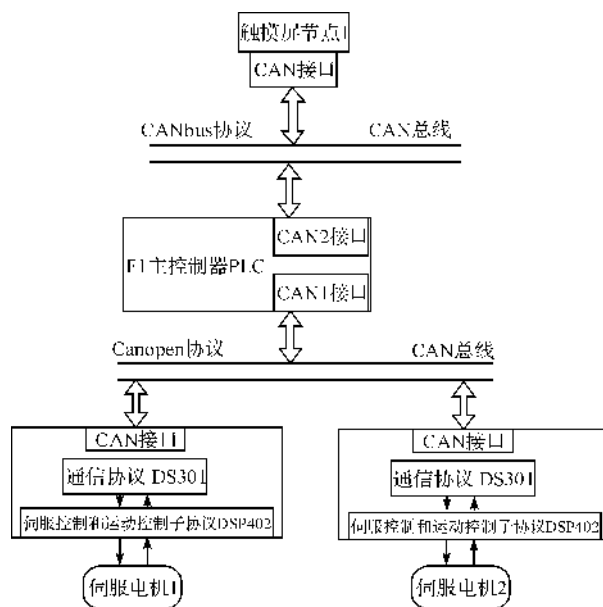 触摸屏节点1
CAN接口
CANbus协议
CAN总线
CAN2接口
F1主控制器PLC
CAN1接口
Canopen协议
CAN总线
CAN接口
CAN接口
通信协议 DS301
通信协议 DS301
伺服控制和运动控制子协议DSP402
伺服控制和运动控制子协议DSP402
伺服电机1
伺服电机2